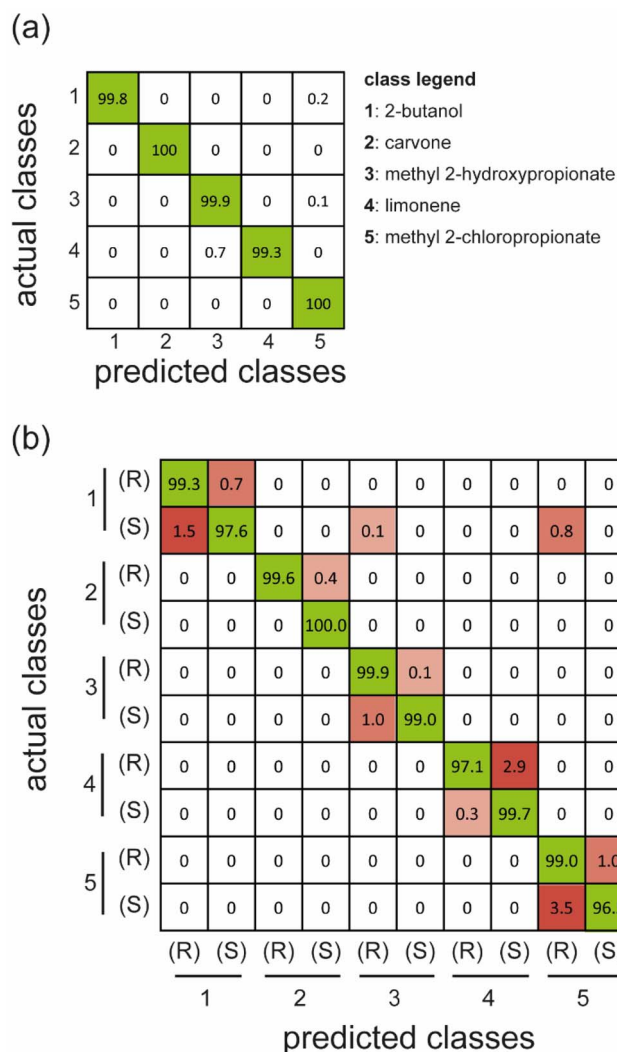 (a)
class legend
1: 2-butanol
2: carvone
3: methyl 2-hydroxypropionate
4: limonene
5: methyl 2-chloropropionate
actual classes
1 99.8 0 0 0 0.2
2 0 100 0 0 0
3 0 0 99.9 0 0.1
4 0 0 0.7 99.3 0
5 0 0 0 0 100
1 2 3 4 5
predicted classes
(b)
actual classes
1
(R) 99.3 0.7 0 0 0 0 0 0 0 0
(S) 1.5 97.6 0 0 0.1 0 0 0 0.8 0
2
(R) 0 0 99.6 0.4 0 0 0 0 0 0
(S) 0 0 0 100.0 0 0 0 0 0 0
3
(R) 0 0 0 0 99.9 0.1 0 0 0 0
(S) 0 0 0 0 1.0 99.0 0 0 0 0
4
(R) 0 0 0 0 0 0 97.1 2.9 0 0
(S) 0 0 0 0 0 0 0.3 99.7 0 0
5
(R) 0 0 0 0 0 0 0 0 99.0 1.0
(S) 0 0 0 0 0 0 0 0 3.5 96.
(R) (S) (R) (S) (R) (S) (R) (S) (R) (S)
1 2 3 4 5
predicted classes